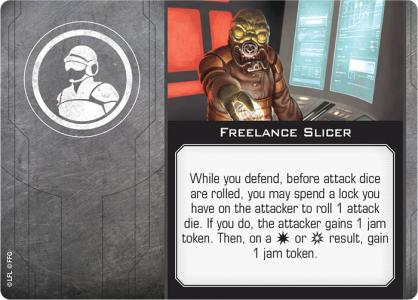 FREELANCE SLICER
While you defend, before attack dice
are rolled, you may spend a lock you
have on the attacker to roll 1 attack
die. If you do, the attacker gains 1 jam
token. Then, on a or result, gain
1 jam token.
© LFL © FFG